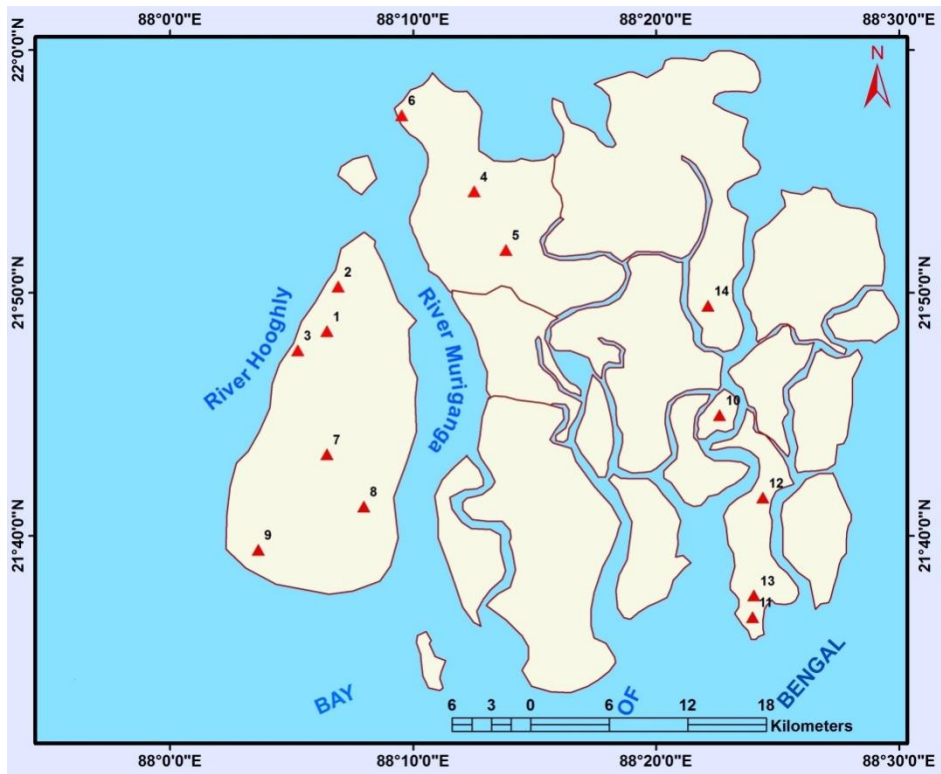 88°0'0"E 88°10'0"E 88°20'0"E 88°30'0"E
22°0'0"N 22°0'0"N
N
6
4
5
2
21°50'0"N 21°50'0"N
14
1
3
River Hooghly
River Muriganga
10
7
12
8
9
21°40'0"N 21°40'0"N
13
11
BAY OF BENGAL
6 3 0 6 12 18
Kilometers
88°0'0"E 88°10'0"E 88°20'0"E 88°30'0"E